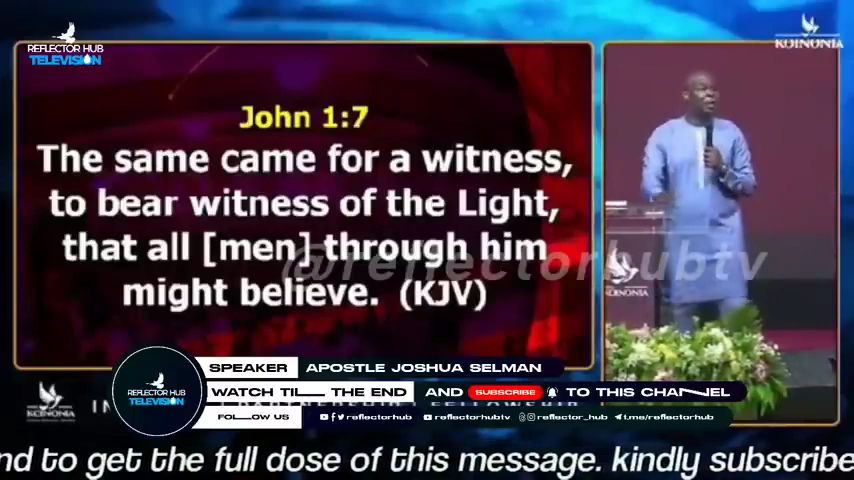 REFLECTOR HUB
TELEVISION
KOINONIA
John 1:7
The same came for a witness,
to bear witness of the Light,
that all [men] through him
might believe. (KJV)
@reflectorhubtv
KOINONIA
SPEAKER APOSTLE JOSHUA SELMAN
REFLECTOR HUB
TELEVISION
WATCH TILL THE END AND SUBSCRIBE TO THIS CHANNEL
KOINONIA
FOLLOW US reflectorhub reflectorhubtv reflector_hub t.me/reflectorhub
nd to get the full dose of this message. kindly subscribe